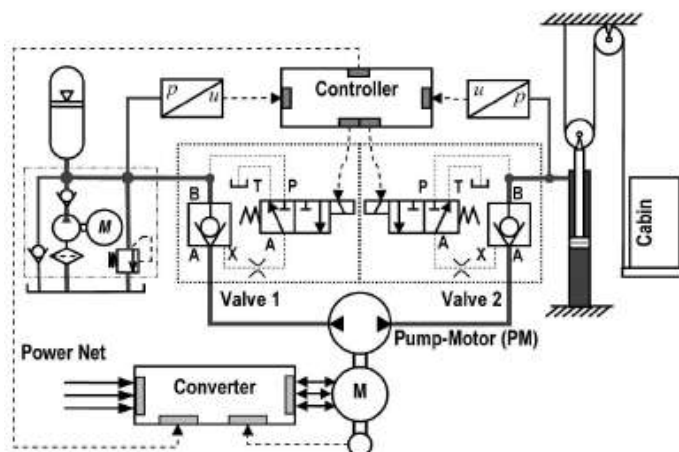 p
u
Controller
u
p
T
P
P
T
B
B
M
A
X
A
A
X
A
Cabin
Valve 1
Valve 2
Power Net
Pump-Motor (PM)
Converter
M